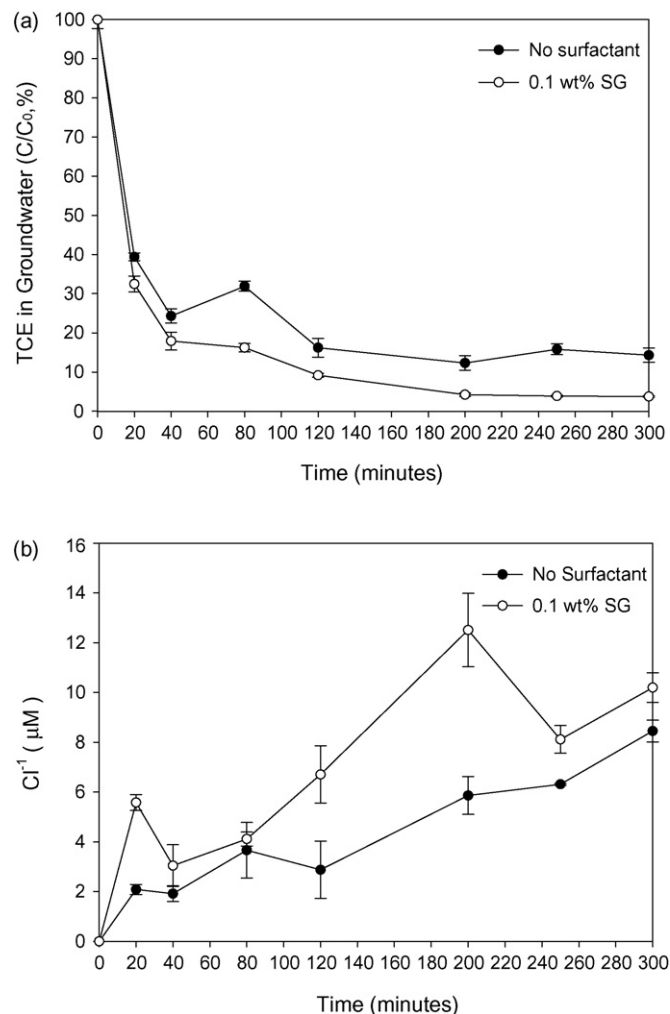 (a)
TCE in Groundwater (C/C₀,%)
100
90
80
70
60
50
40
30
20
10
0
No surfactant
0.1 wt% SG
0 20 40 60 80 100 120 140 160 180 200 220 240 260 280 300
Time (minutes)
(b)
Cl⁻¹ ( μM)
16
14
12
10
8
6
4
2
0
No Surfactant
0.1 wt% SG
0 20 40 60 80 100 120 140 160 180 200 220 240 260 280 300
Time (minutes)